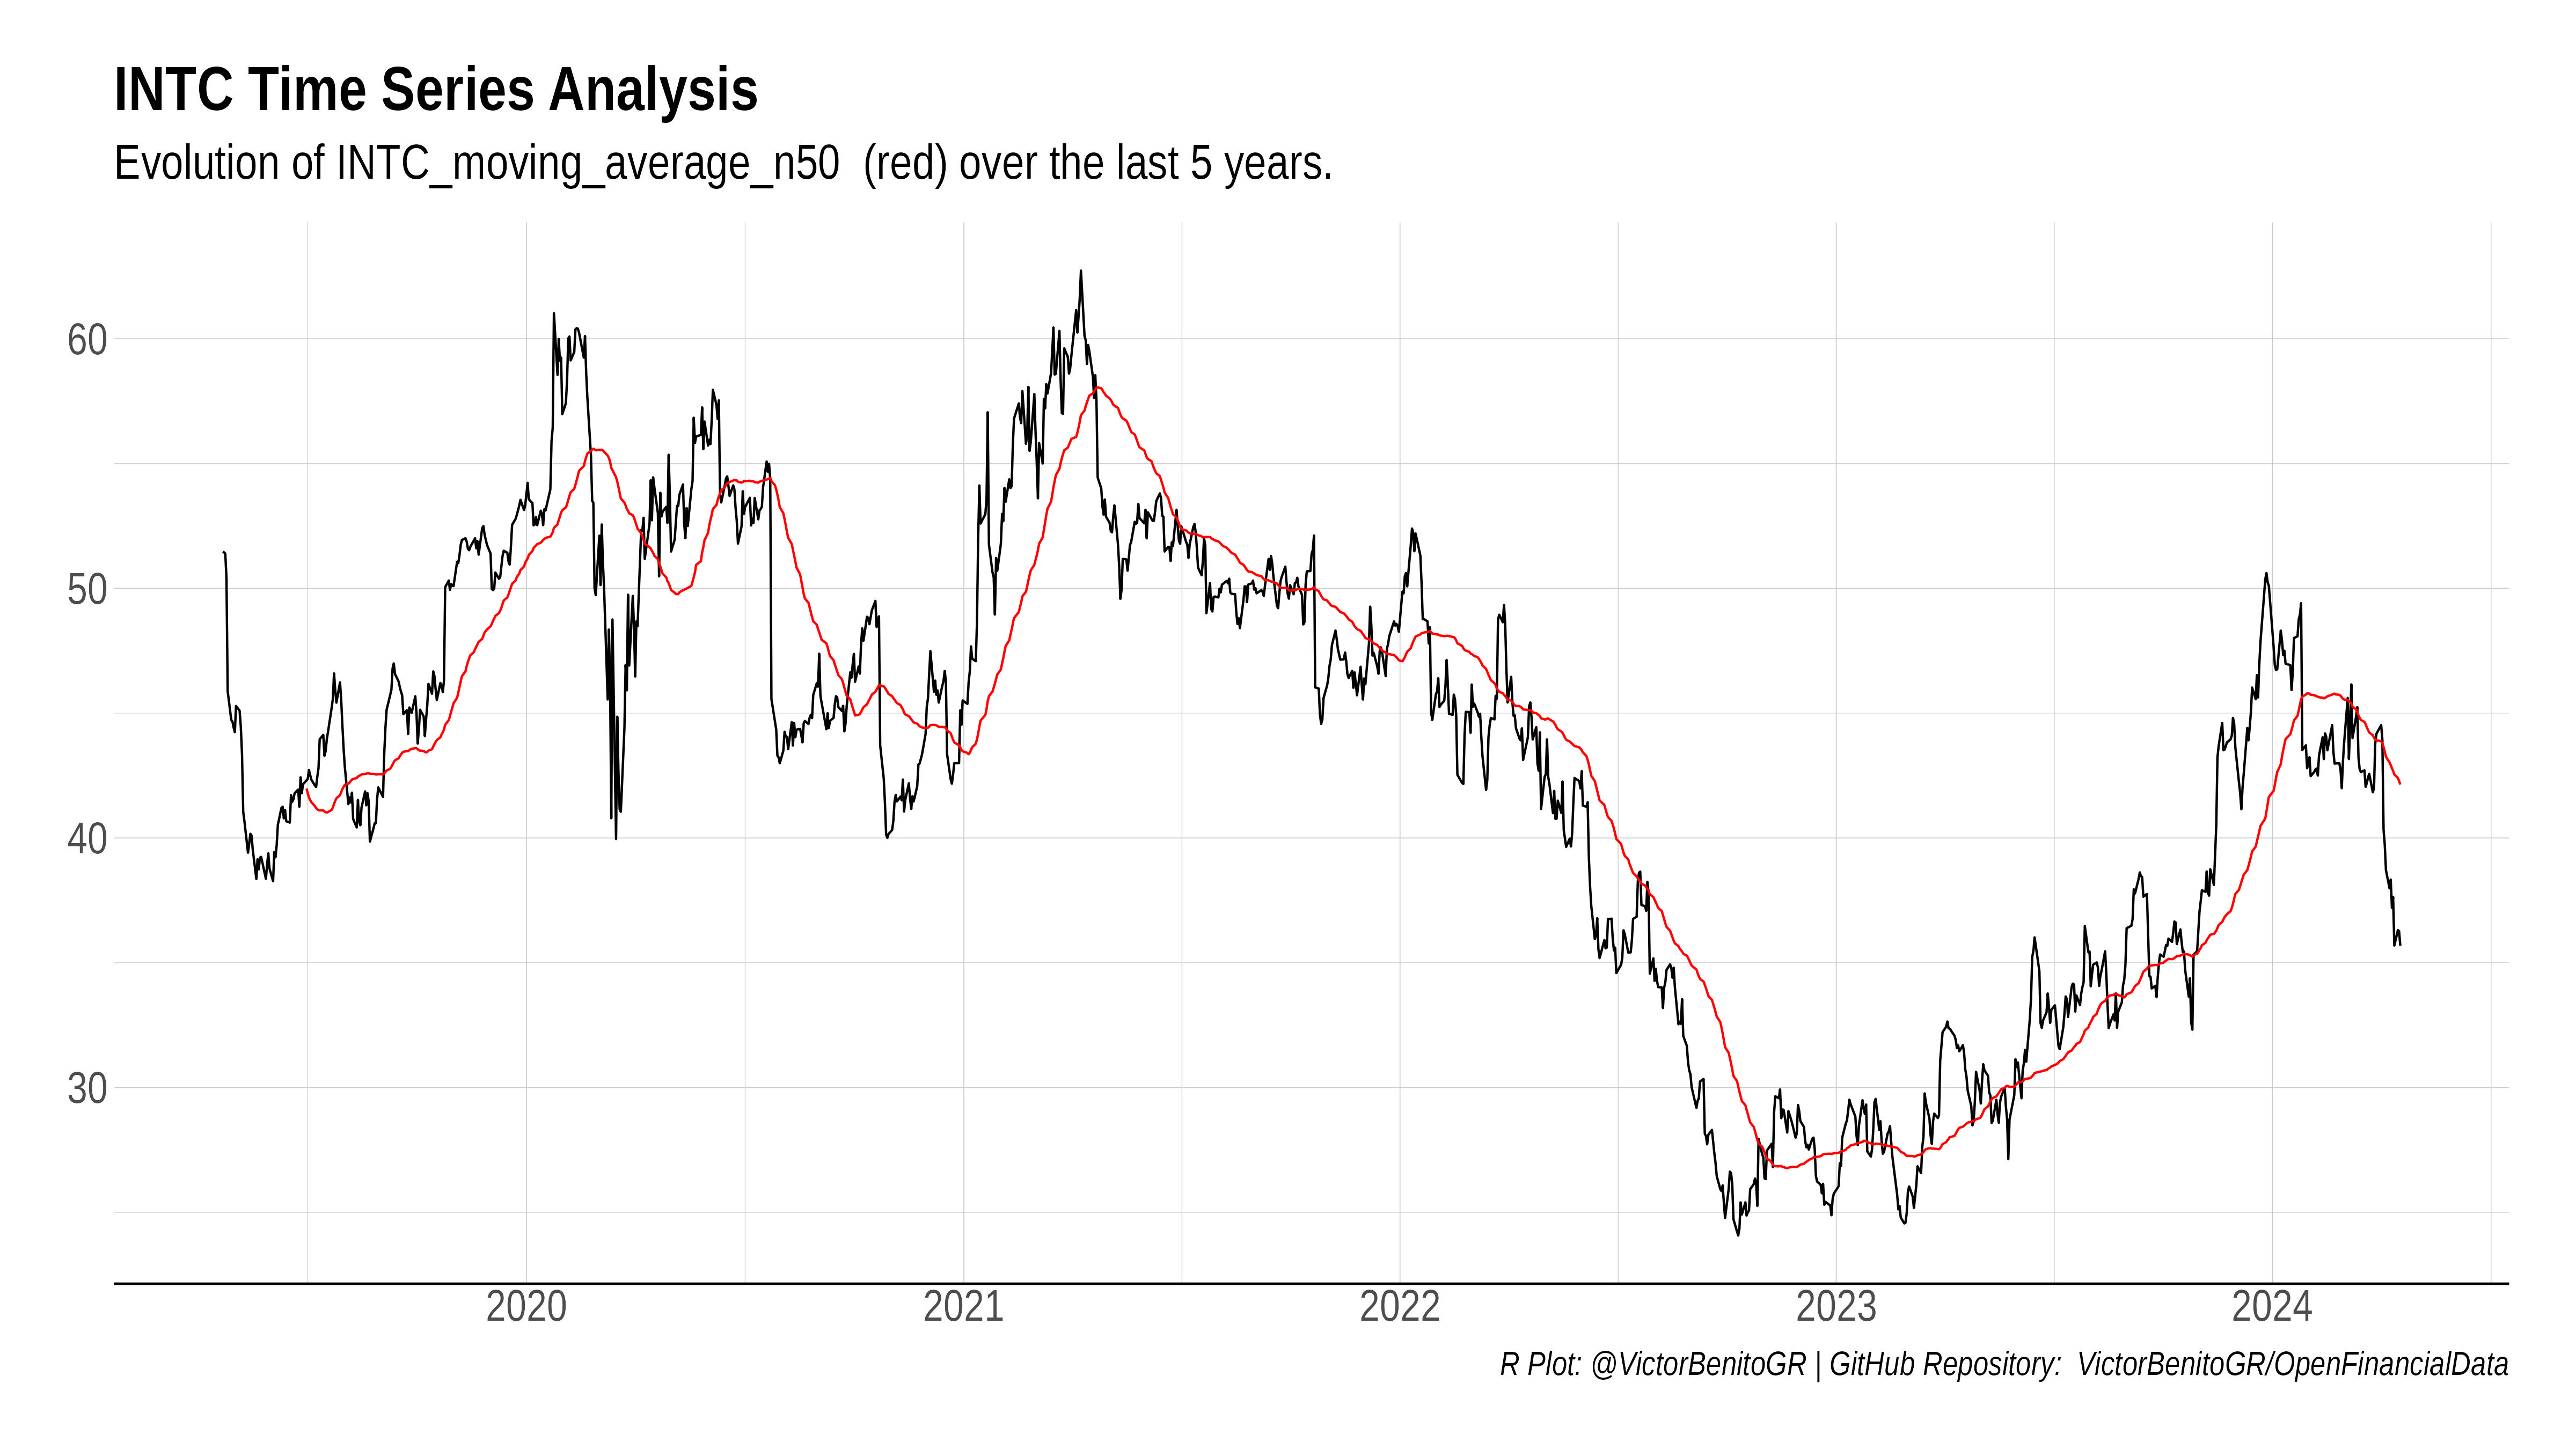 INTC Time Series Analysis
Evolution of INTC_moving_average_n50  (red) over the last 5 years.
60
50
40
30
2020 2021 2022 2023 2024
R Plot: @VictorBenitoGR | GitHub Repository:  VictorBenitoGR/OpenFinancialData